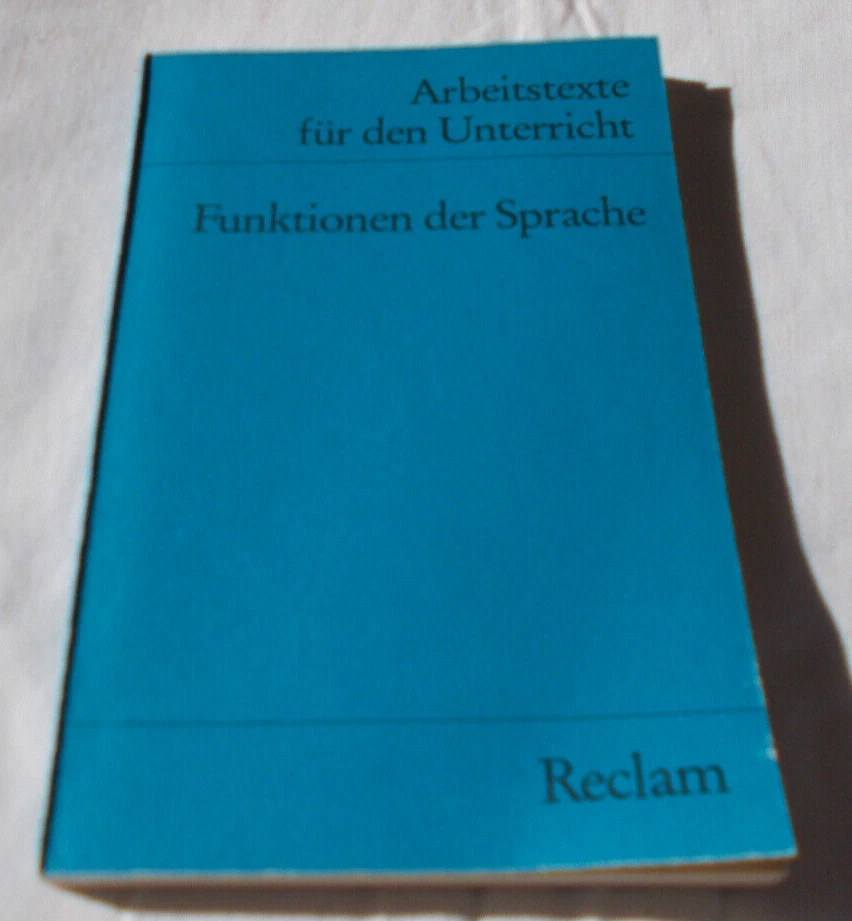 Arbeitstexte
für den Unterricht
Funktionen der Sprache
Reclam